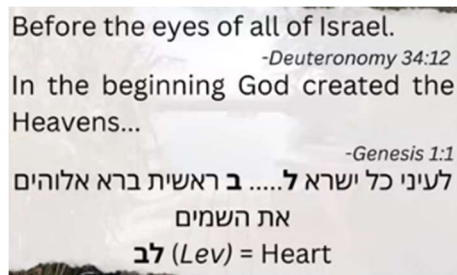 Before the eyes of all of Israel.
-Deuteronomy 34:12
In the beginning God created the
Heavens...
-Genesis 1:1
לעיני כל ישרא ל..... ב ראשית ברא אלוהים
את השמים
לב (Lev) = Heart